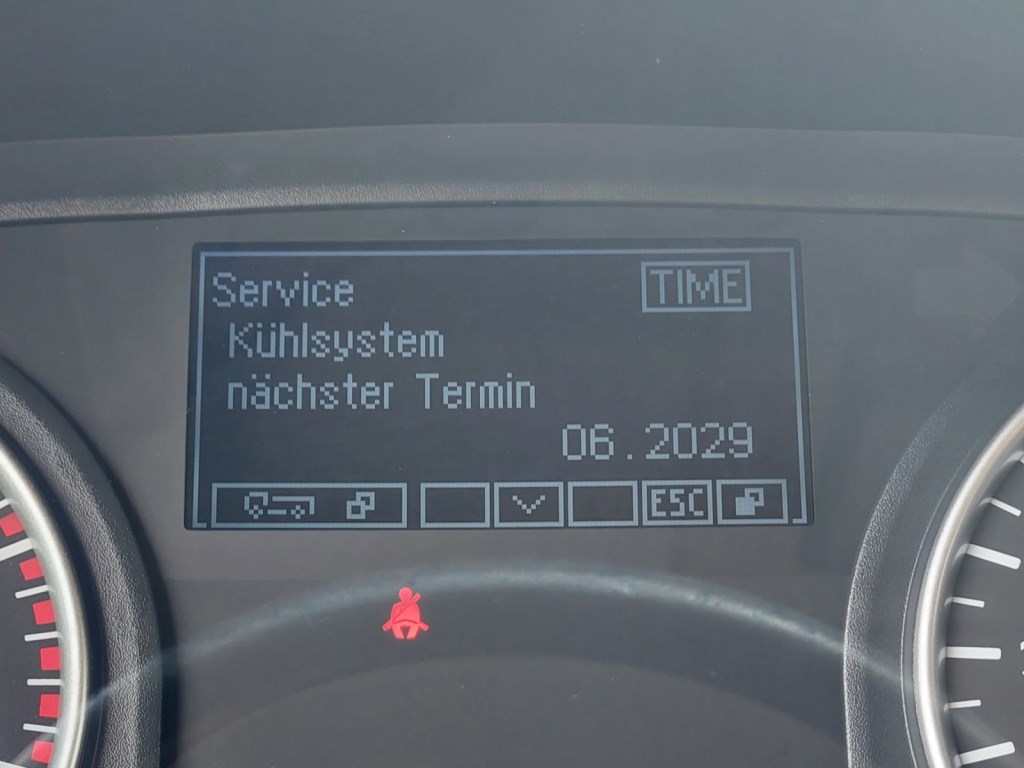 Service TIME
Kühlsystem
nächster Termin
06.2029
ESC